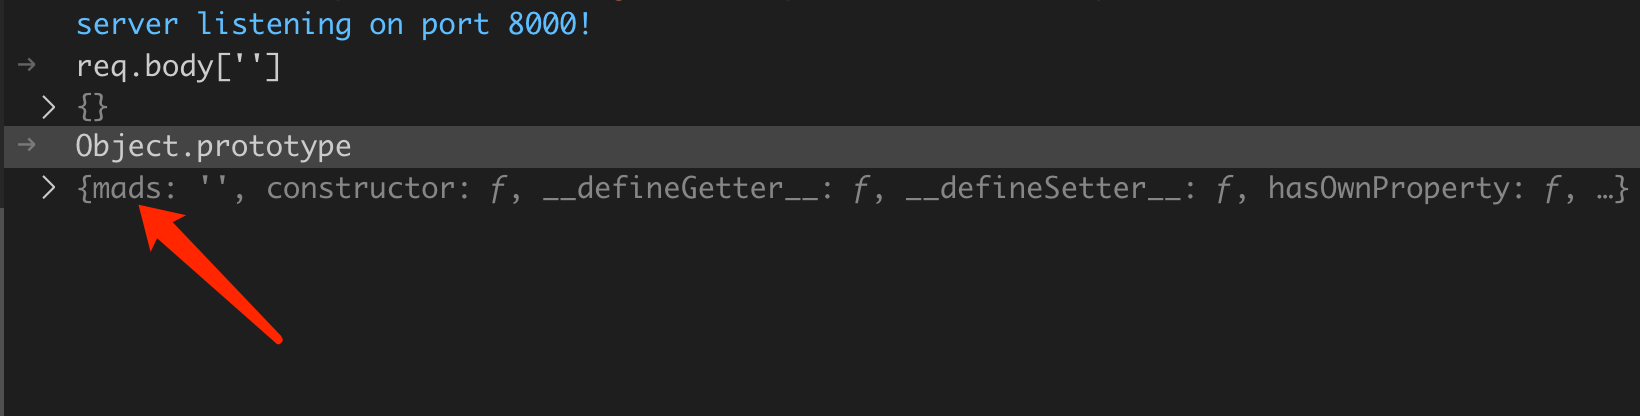 server listening on port 8000!
→ req.body['']
> {}
→ Object.prototype
> {mads: '', constructor: ƒ, __defineGetter__: ƒ, __defineSetter__: ƒ, hasOwnProperty: ƒ, …}